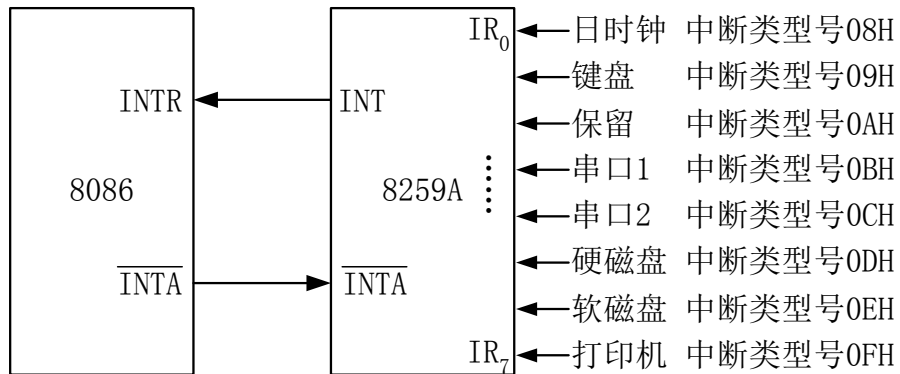 IR0 日时钟 中断类型号08H
键盘 中断类型号09H
INTR INT
保留 中断类型号0AH
串口1 中断类型号0BH
8086 8259A
串口2 中断类型号0CH
硬磁盘 中断类型号0DH
INTA INTA
软磁盘 中断类型号0EH
IR7 打印机 中断类型号0FH